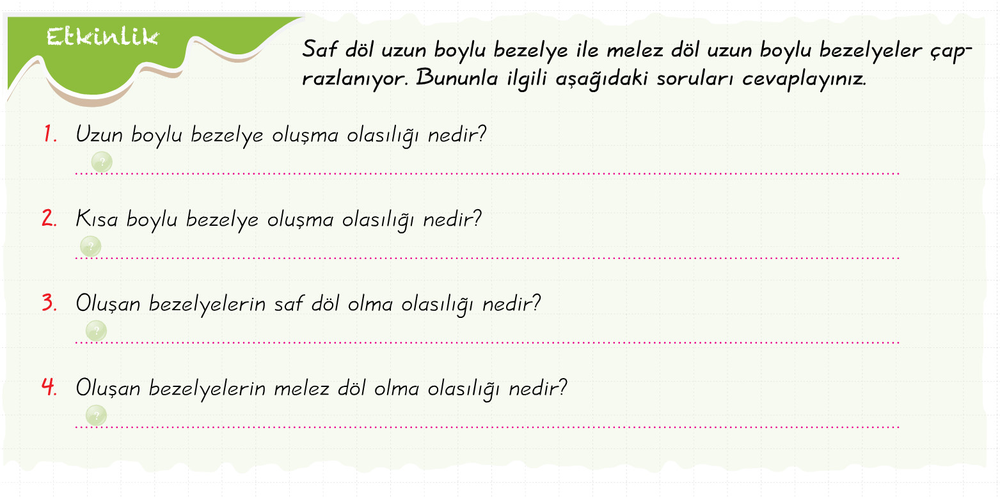 Etkinlik
Saf döl uzun boylu bezelye ile melez döl uzun boylu bezelyeler çap-
razlanıyor. Bununla ilgili aşağıdaki soruları cevaplayınız.
1. Uzun boylu bezelye oluşma olasılığı nedir?
?
2. Kısa boylu bezelye oluşma olasılığı nedir?
?
3. Oluşan bezelyelerin saf döl olma olasılığı nedir?
?
4. Oluşan bezelyelerin melez döl olma olasılığı nedir?
?